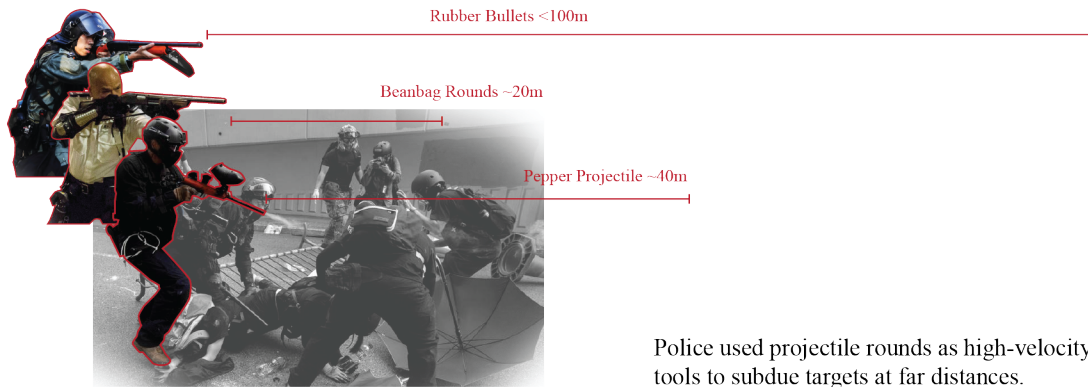 Rubber Bullets <100m
Beanbag Rounds ~20m
Pepper Projectile ~40m
Police used projectile rounds as high-velocity
tools to subdue targets at far distances.